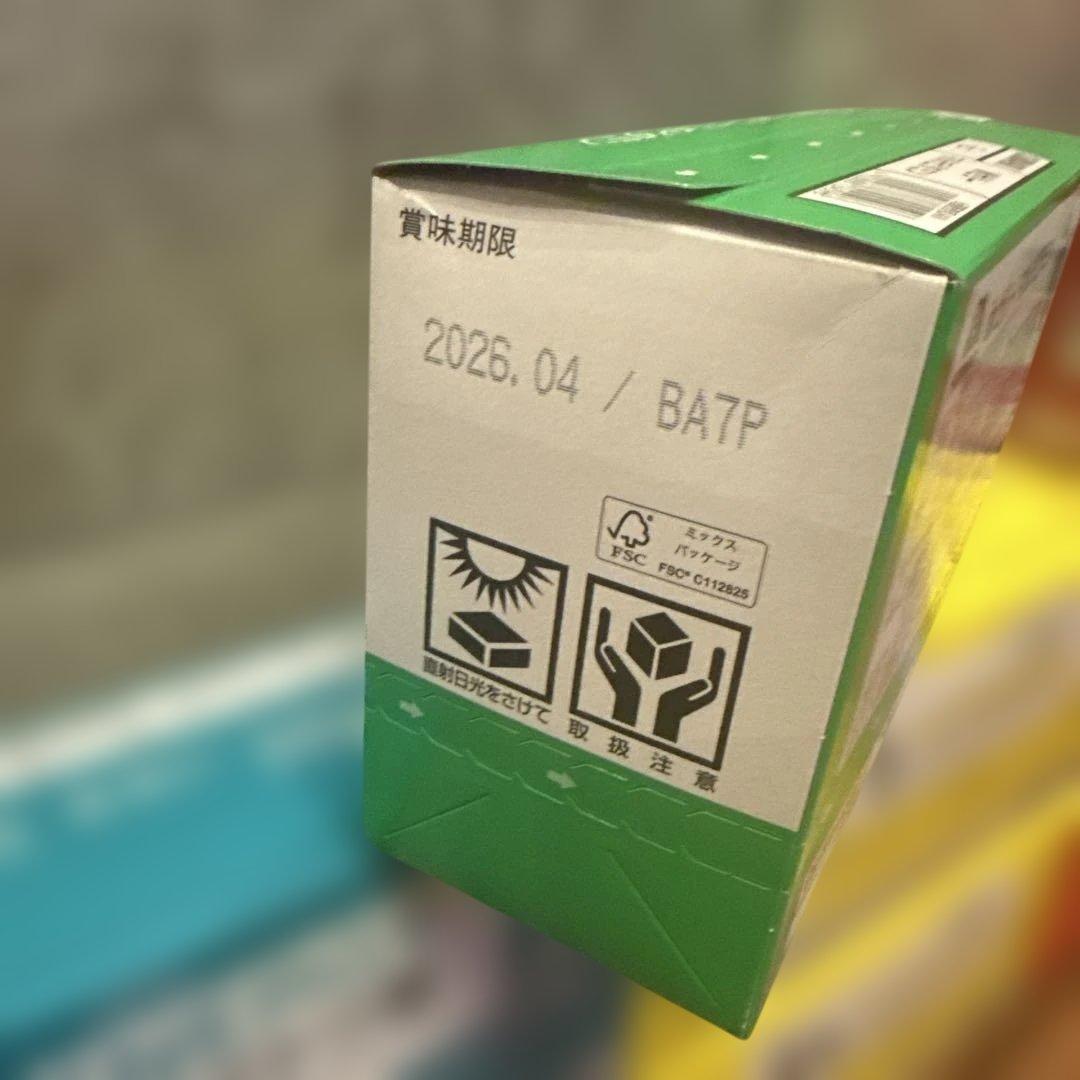 賞味期限
2026.04 / BA7P
FSC
ミックス
パッケージ
FSC® C112825
直射日光をさけて
取扱注意